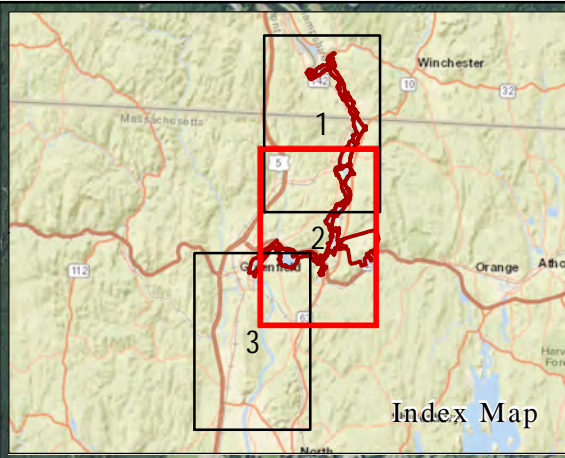 Winchester
10
32
142
1
Massachusetts
5
2
Greenfield
112
Orange
Atho
63
3
Index Map
North